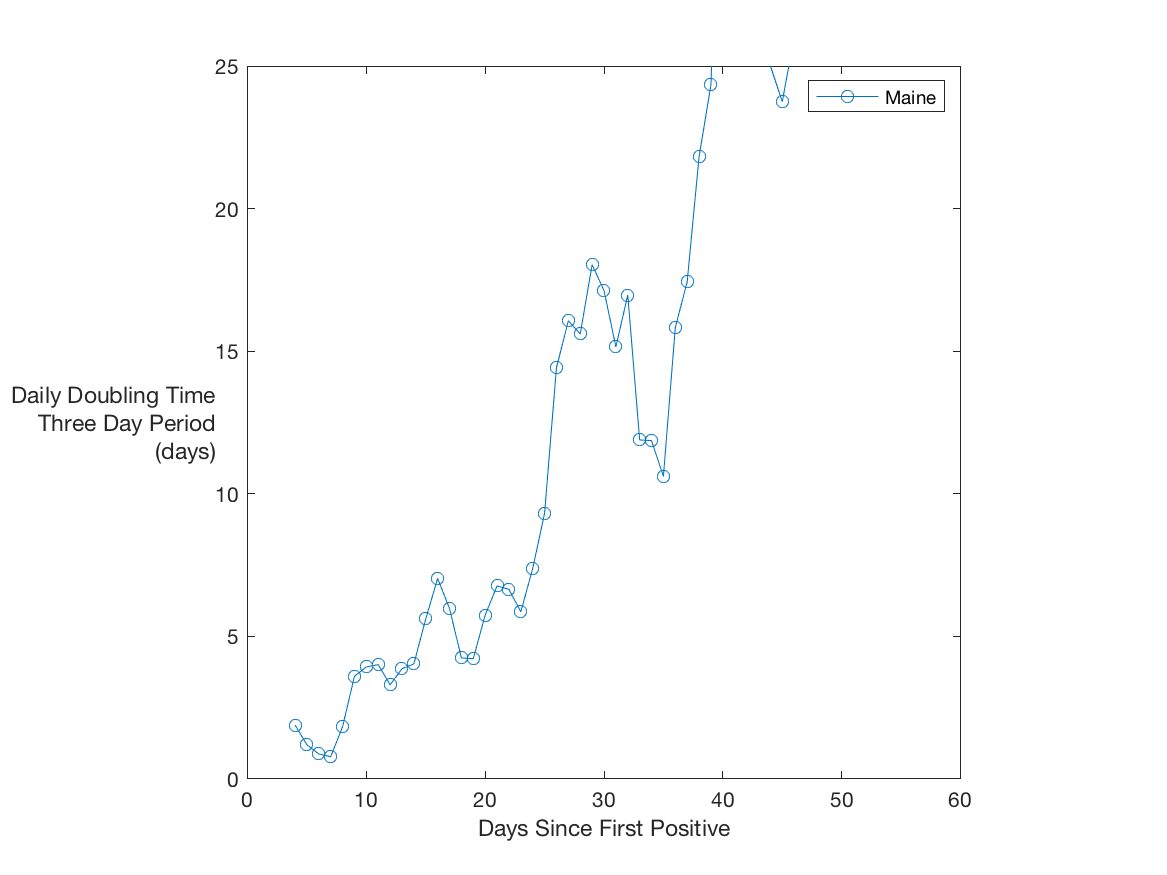 25
20
15
10
5
0
Daily Doubling Time
Three Day Period
(days)
Maine
0 10 20 30 40 50 60
Days Since First Positive